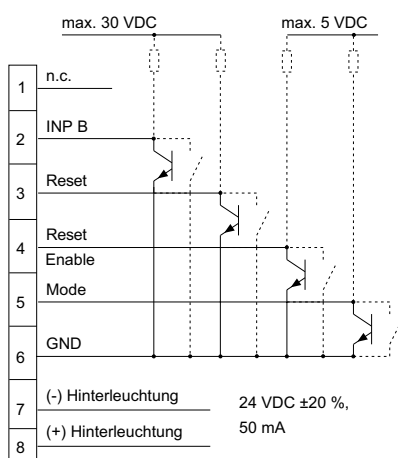 max. 30 VDC
max. 5 VDC
1
n.c.
2
INP B
3
Reset
4
Reset
Enable
5
Mode
6
GND
7
(-) Hinterleuchtung
8
(+) Hinterleuchtung
24 VDC ±20 %,
50 mA